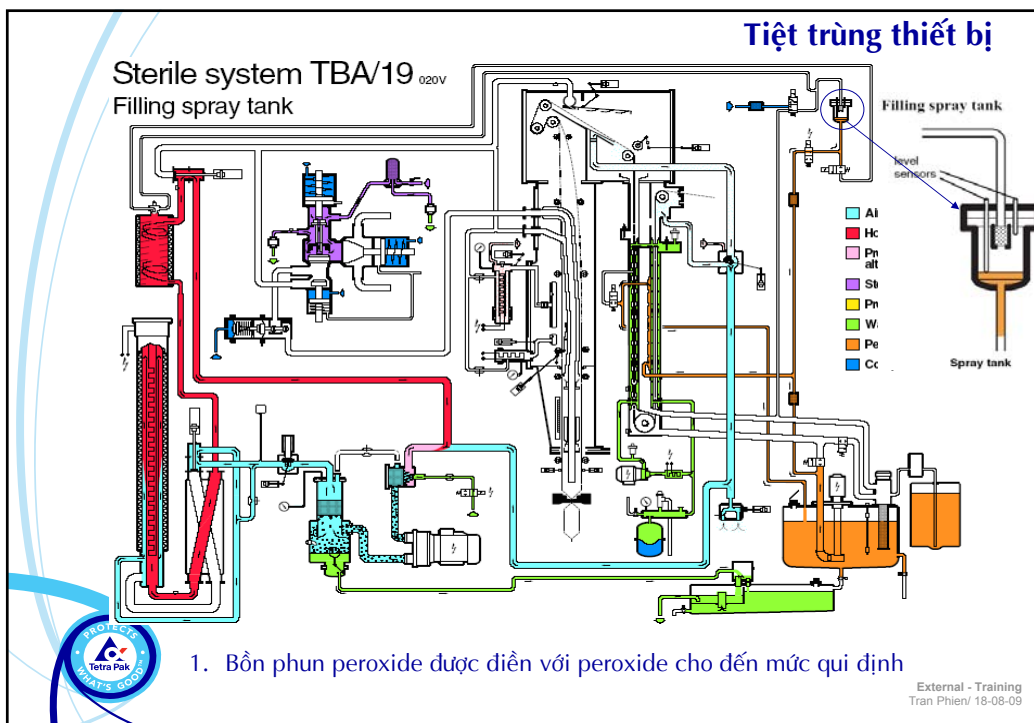 Tiệt trùng thiết bị
Sterile system TBA/19 020V
Filling spray tank
Filling spray tank
level
sensors
Ai
Ho
alt
St
Pr
Wa
Pe
Co
Spray tank
PROTECTS
Tetra Pak
WHAT'S GOOD
1. Bồn phun peroxide được điền với peroxide cho đến mức qui định
External - Training
Tran Phien/ 18-08-09